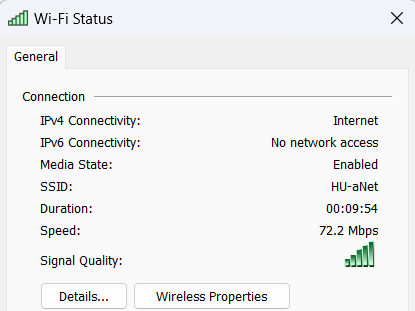 Wi-Fi Status
General
Connection
IPv4 Connectivity: Internet
IPv6 Connectivity: No network access
Media State: Enabled
SSID: HU-aNet
Duration: 00:09:54
Speed: 72.2 Mbps
Signal Quality:
Details... Wireless Properties